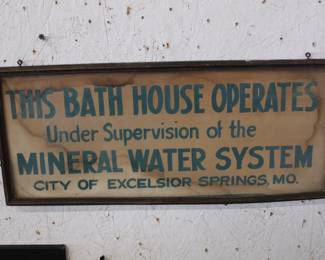 THIS BATH HOUSE OPERATES
Under Supervision of the
MINERAL WATER SYSTEM
CITY OF EXCELSIOR SPRINGS, MO.